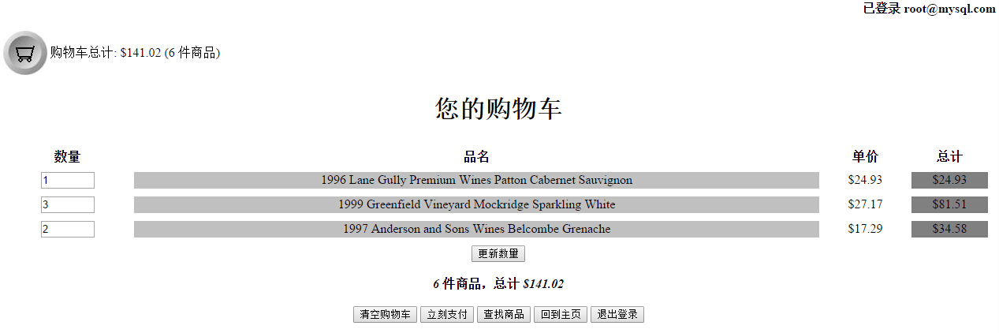 已登录 root@mysql.com
购物车总计: $141.02 (6 件商品)
您的购物车
数量 品名 单价 总计
1 1996 Lane Gully Premium Wines Patton Cabernet Sauvignon $24.93 $24.93
3 1999 Greenfield Vineyard Mockridge Sparkling White $27.17 $81.51
2 1997 Anderson and Sons Wines Belcombe Grenache $17.29 $34.58
更新数量
6 件商品，总计 $141.02
清空购物车 立刻支付 查找商品 回到主页 退出登录